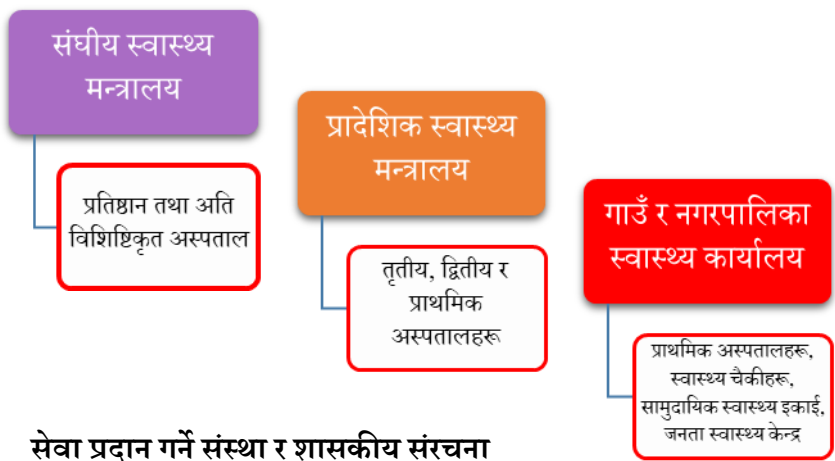 संघीय स्वास्थ्य
मन्त्रालय
प्रतिष्ठान तथा अति
विशिष्टिकृत अस्पताल
प्रादेशिक स्वास्थ्य
मन्त्रालय
तृतीय, द्वितीय र
प्राथमिक
अस्पतालहरू
गाउँ र नगरपालिका
स्वास्थ्य कार्यालय
प्राथमिक अस्पतालहरू,
स्वास्थ्य चैकीहरू,
सामुदायिक स्वास्थ्य इकाई,
जनता स्वास्थ्य केन्द्र
सेवा प्रदान गर्ने संस्था र शासकीय संरचना